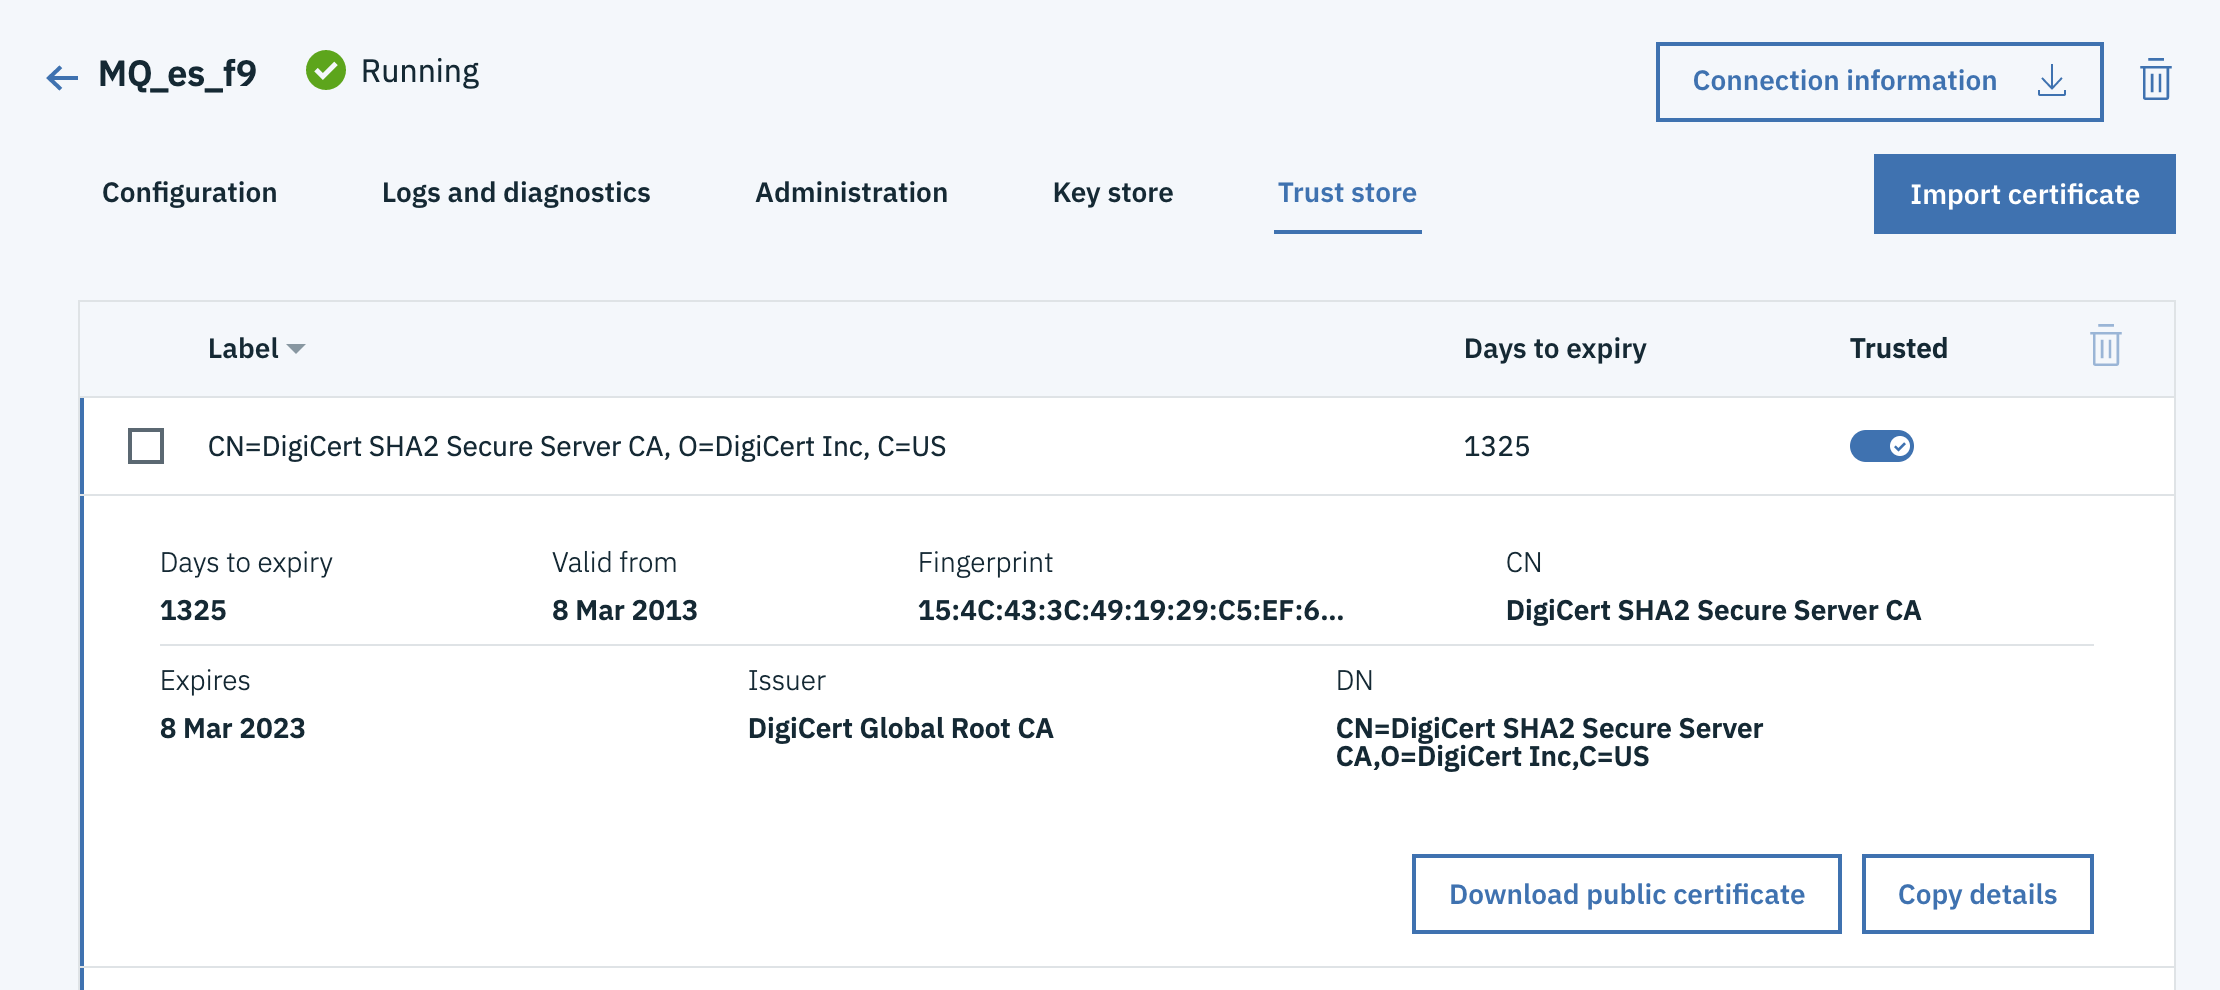 MQ_es_f9
Running
Connection information
Configuration
Logs and diagnostics
Administration
Key store
Trust store
Import certificate
Label
Days to expiry
Trusted
CN=DigiCert SHA2 Secure Server CA, O=DigiCert Inc, C=US
1325
Days to expiry
1325
Valid from
8 Mar 2013
Fingerprint
15:4C:43:3C:49:19:29:C5:EF:6...
CN
DigiCert SHA2 Secure Server CA
Expires
8 Mar 2023
Issuer
DigiCert Global Root CA
DN
CN=DigiCert SHA2 Secure Server
CA,O=DigiCert Inc,C=US
Download public certificate
Copy details